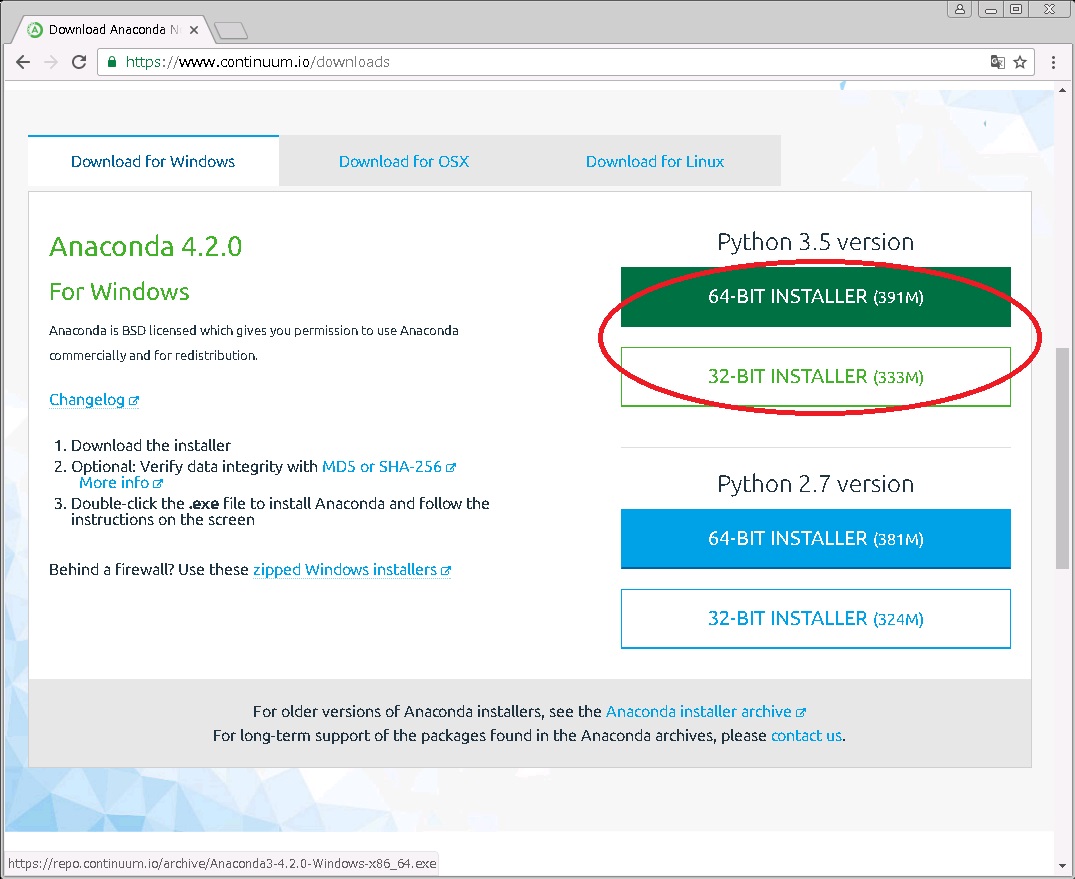 Download Anaconda N
https://www.continuum.io/downloads
Download for Windows
Download for OSX
Download for Linux
Anaconda 4.2.0
For Windows
Anaconda is BSD licensed which gives you permission to use Anaconda
commercially and for redistribution.
Changelog
1. Download the installer
2. Optional: Verify data integrity with MD5 or SHA-256
More info
3. Double-click the .exe file to install Anaconda and follow the
instructions on the screen
Behind a firewall? Use these zipped Windows installers
Python 3.5 version
64-BIT INSTALLER (391M)
32-BIT INSTALLER (333M)
Python 2.7 version
64-BIT INSTALLER (381M)
32-BIT INSTALLER (324M)
For older versions of Anaconda installers, see the Anaconda installer archive
For long-term support of the packages found in the Anaconda archives, please contact us.
https://repo.continuum.io/archive/Anaconda3-4.2.0-Windows-x86_64.exe